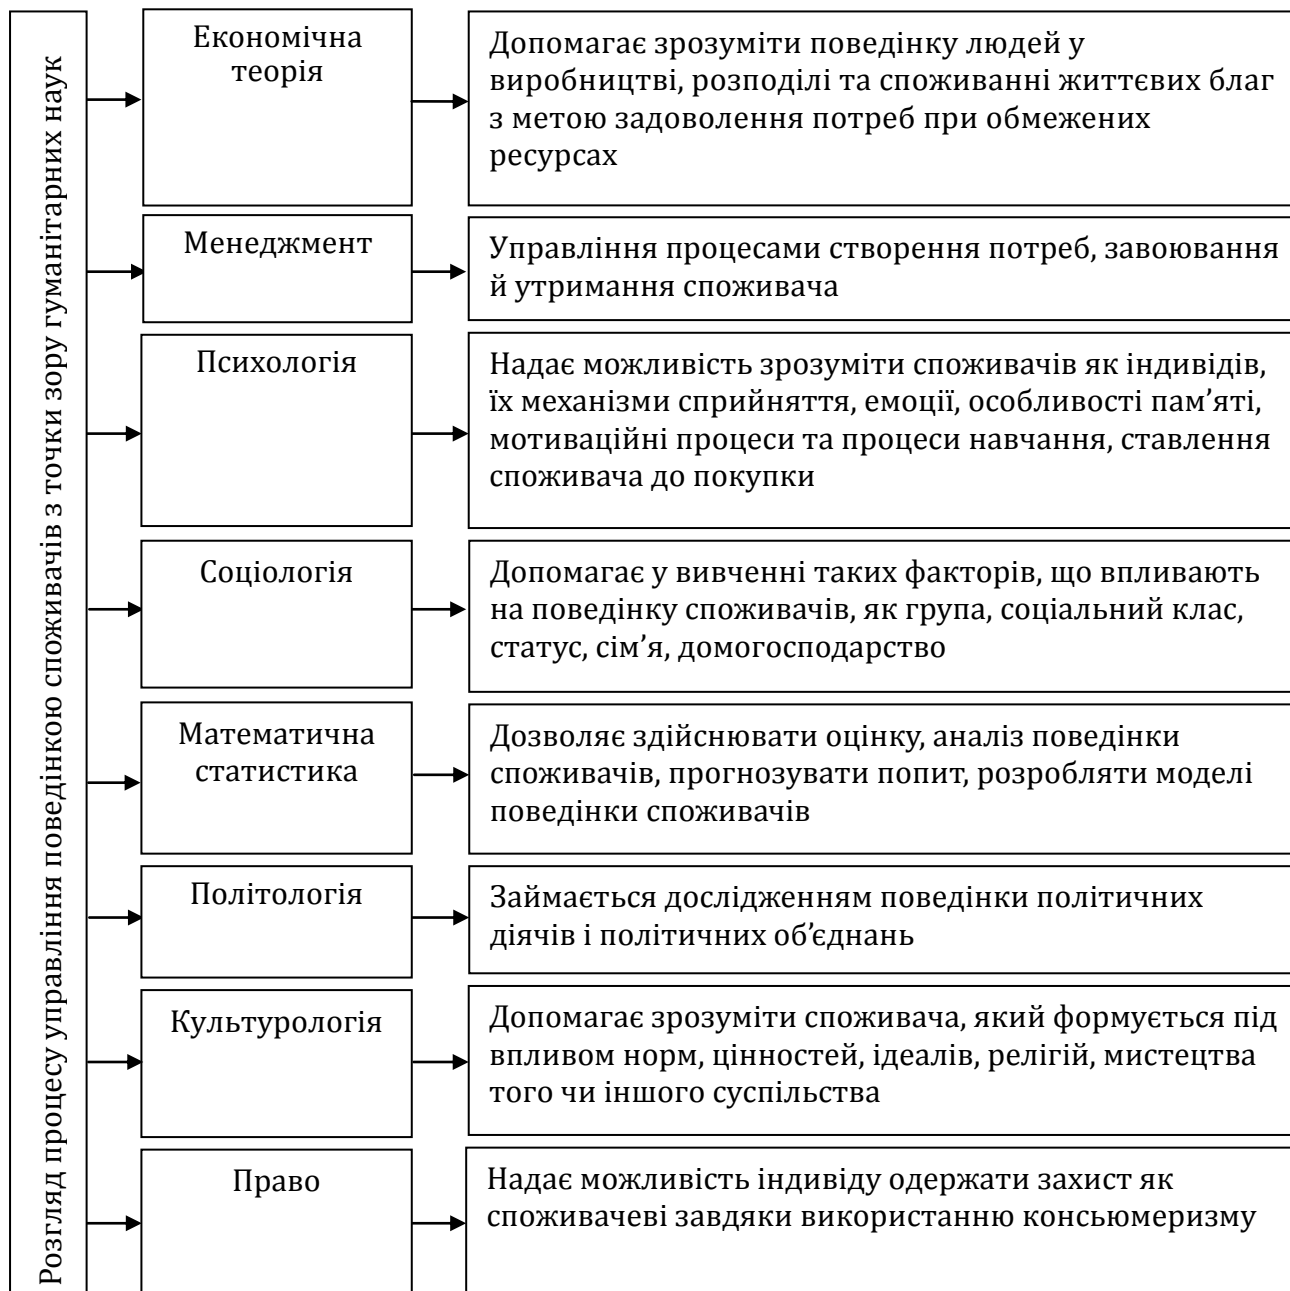 Розгляд процесу управління поведінкою споживачів з точки зору гуманітарних наук
Економічна
теорія
Допомагає зрозуміти поведінку людей у
виробництві, розподілі та споживанні життєвих благ
з метою задоволення потреб при обмежених
ресурсах
Менеджмент
Управління процесами створення потреб, завоювання
й утримання споживача
Психологія
Надає можливість зрозуміти споживачів як індивідів,
їх механізми сприйняття, емоції, особливості пам’яті,
мотиваційні процеси та процеси навчання, ставлення
споживача до покупки
Соціологія
Допомагає у вивченні таких факторів, що впливають
на поведінку споживачів, як група, соціальний клас,
статус, сім’я, домогосподарство
Математична
статистика
Дозволяє здійснювати оцінку, аналіз поведінки
споживачів, прогнозувати попит, розробляти моделі
поведінки споживачів
Політологія
Займається дослідженням поведінки політичних
діячів і політичних об’єднань
Культурологія
Допомагає зрозуміти споживача, який формується під
впливом норм, цінностей, ідеалів, релігій, мистецтва
того чи іншого суспільства
Право
Надає можливість індивіду одержати захист як
споживачеві завдяки використанню консьюмеризму